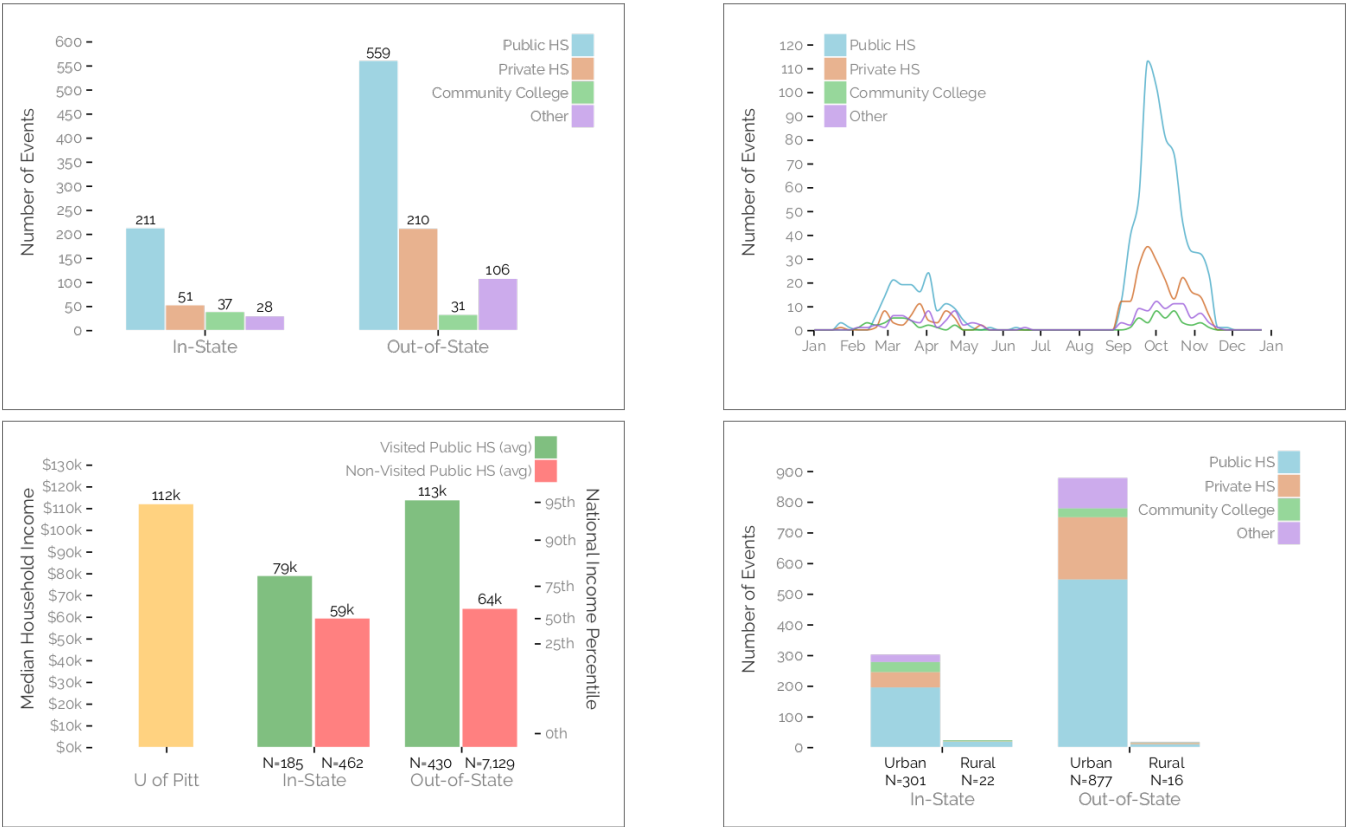 600
550
500
450
400
350
300
250
200
150
100
50
0
Number of Events
211
51
37
28
559
210
31
106
In-State
Out-of-State
Public HS
Private HS
Community College
Other
120
110
100
90
80
70
60
50
40
30
20
10
0
Number of Events
Public HS
Private HS
Community College
Other
Jan Feb Mar Apr May Jun Jul Aug Sep Oct Nov Dec Jan
Visited Public HS (avg)
Non-Visited Public HS (avg)
$130k
$120k
$110k
$100k
$90k
$80k
$70k
$60k
$50k
$40k
$30k
$20k
$10k
$0k
Median Household Income
112k
79k
59k
113k
64k
95th
90th
75th
50th
25th
0th
National Income Percentile
N=185 N=462 N=430 N=7,129
U of Pitt In-State Out-of-State
900
800
700
600
500
400
300
200
100
0
Number of Events
Public HS
Private HS
Community College
Other
Urban Rural Urban Rural
N=301 N=22 N=877 N=16
In-State Out-of-State